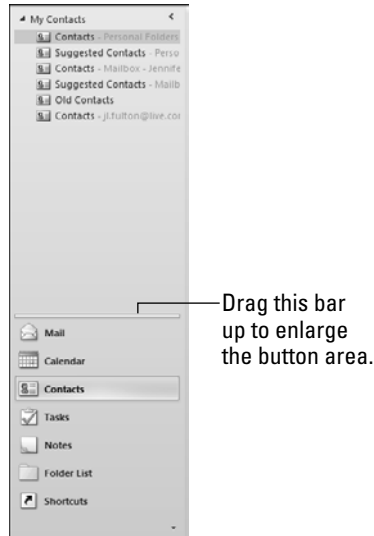 My Contacts
Contacts - Personal Folders
Suggested Contacts - Perso
Contacts - Mailbox - Jennife
Suggested Contacts - Mailb
Old Contacts
Contacts - jl.fulton@live.com
Drag this bar
up to enlarge
the button area.
Mail
Calendar
Contacts
Tasks
Notes
Folder List
Shortcuts